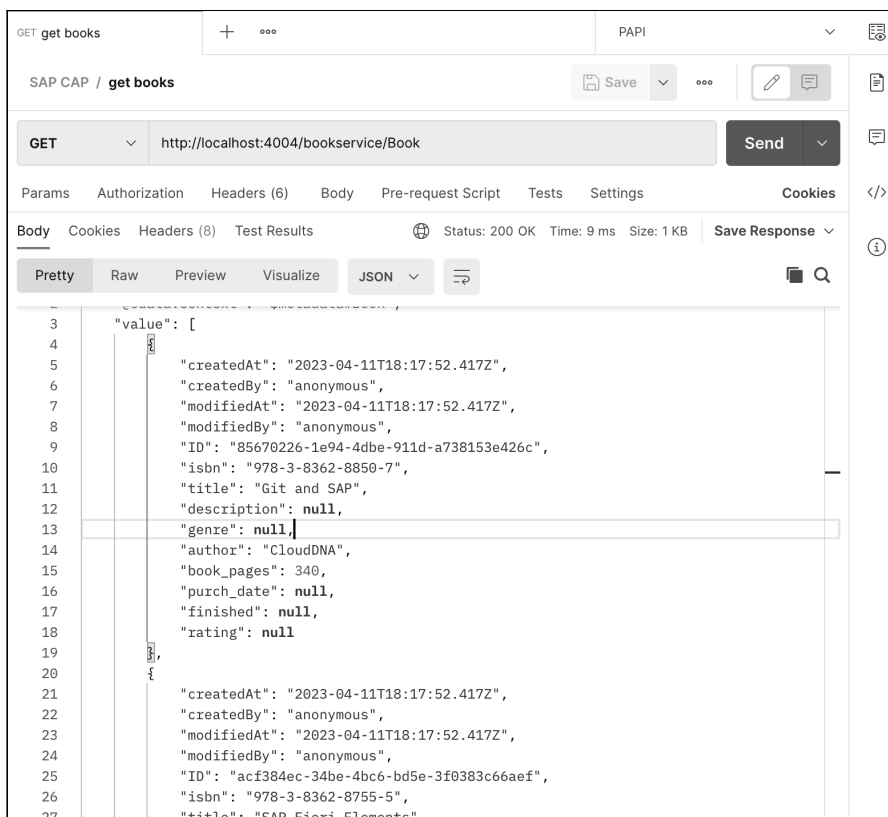 GET get books
PAPI
SAP CAP / get books
Save
GET http://localhost:4004/bookservice/Book Send
Params Authorization Headers (6) Body Pre-request Script Tests Settings Cookies
Body Cookies Headers (8) Test Results Status: 200 OK Time: 9 ms Size: 1 KB Save Response
Pretty Raw Preview Visualize JSON
3 "value": [
4 {
5 "createdAt": "2023-04-11T18:17:52.417Z",
6 "createdBy": "anonymous",
7 "modifiedAt": "2023-04-11T18:17:52.417Z",
8 "modifiedBy": "anonymous",
9 "ID": "85670226-1e94-4dbe-911d-a738153e426c",
10 "isbn": "978-3-8362-8850-7",
11 "title": "Git and SAP",
12 "description": null,
13 "genre": null,
14 "author": "CloudDNA",
15 "book_pages": 340,
16 "purch_date": null,
17 "finished": null,
18 "rating": null
19 },
20 {
21 "createdAt": "2023-04-11T18:17:52.417Z",
22 "createdBy": "anonymous",
23 "modifiedAt": "2023-04-11T18:17:52.417Z",
24 "modifiedBy": "anonymous",
25 "ID": "acf384ec-34be-4bc6-bd5e-3f0383c66aef",
26 "isbn": "978-3-8362-8755-5",
27 "title": "SAP Fiori Elements"